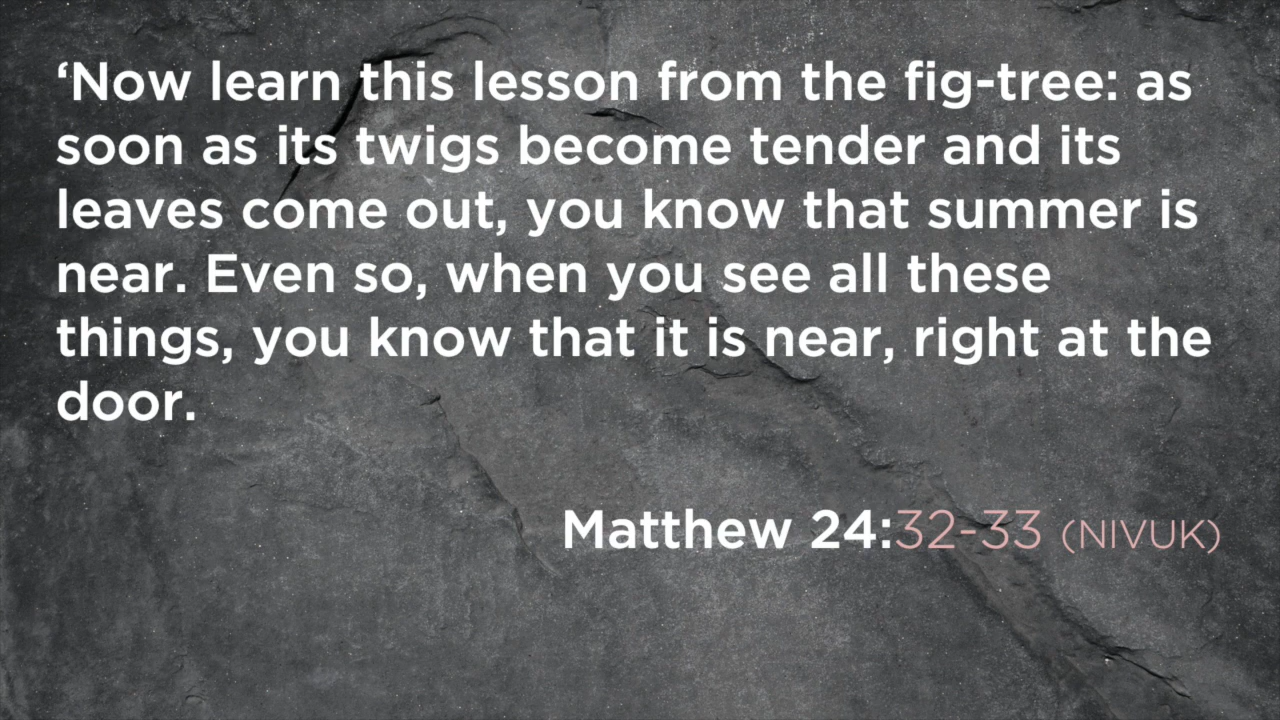 ‘Now learn this lesson from the fig-tree: as
soon as its twigs become tender and its
leaves come out, you know that summer is
near. Even so, when you see all these
things, you know that it is near, right at the
door.
Matthew 24:32-33 (NIVUK)